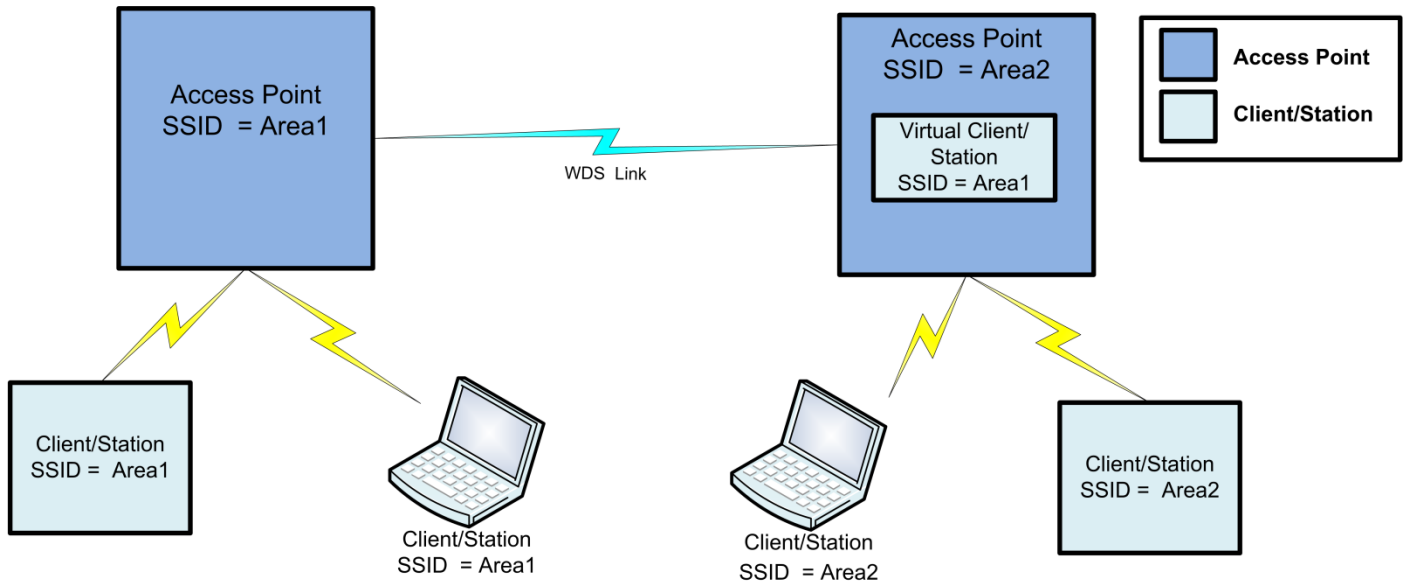 Access Point
SSID = Area1
WDS Link
Access Point
SSID = Area2
Virtual Client/
Station
SSID = Area1
Access Point
Client/Station
Client/Station
SSID = Area1
Client/Station
SSID = Area1
Client/Station
SSID = Area2
Client/Station
SSID = Area2